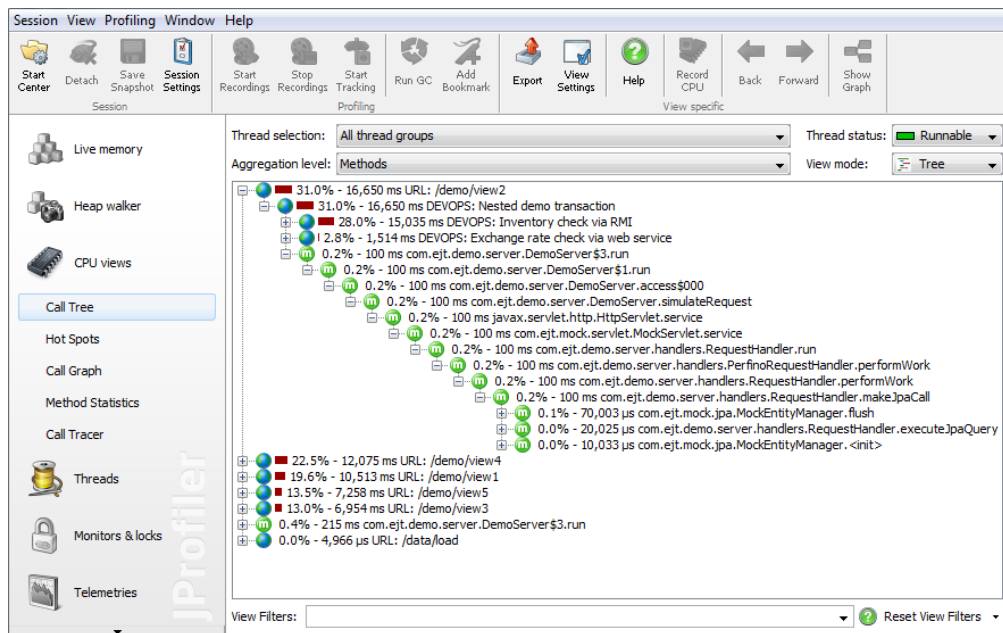 Session View Profiling Window Help
Start Center
Detach
Save Snapshot
Session Settings
Start Recordings
Stop Recordings
Start Tracking
Run GC
Add Bookmark
Export
View Settings
Help
Record CPU
Back
Forward
Show Graph
Session
Profiling
View specific
Live memory
Heap walker
CPU views
Call Tree
Hot Spots
Call Graph
Method Statistics
Call Tracer
Threads
Monitors & locks
Telemetries
JProfiler
Thread selection: All thread groups Thread status: Runnable
Aggregation level: Methods View mode: Tree
31.0% - 16,650 ms URL: /demo/view2
31.0% - 16,650 ms DEVOPS: Nested demo transaction
28.0% - 15,035 ms DEVOPS: Inventory check via RMI
2.8% - 1,514 ms DEVOPS: Exchange rate check via web service
m 0.2% - 100 ms com.ejt.demo.server.DemoServer$3.run
m 0.2% - 100 ms com.ejt.demo.server.DemoServer$1.run
m 0.2% - 100 ms com.ejt.demo.server.DemoServer.access$000
m 0.2% - 100 ms com.ejt.demo.server.DemoServer.simulateRequest
m 0.2% - 100 ms javax.servlet.http.HttpServlet.service
m 0.2% - 100 ms com.ejt.mock.servlet.MockServlet.service
m 0.2% - 100 ms com.ejt.demo.server.handlers.RequestHandler.run
m 0.2% - 100 ms com.ejt.demo.server.handlers.PerfinoRequestHandler.performWork
m 0.2% - 100 ms com.ejt.demo.server.handlers.RequestHandler.performWork
m 0.2% - 100 ms com.ejt.demo.server.handlers.RequestHandler.makeJpaCall
m 0.1% - 70,003 µs com.ejt.mock.jpa.MockEntityManager.flush
m 0.0% - 20,025 µs com.ejt.demo.server.handlers.RequestHandler.executeJpaQuery
m 0.0% - 10,033 µs com.ejt.mock.jpa.MockEntityManager.<init>
22.5% - 12,075 ms URL: /demo/view4
19.6% - 10,513 ms URL: /demo/view1
13.5% - 7,258 ms URL: /demo/view5
13.0% - 6,954 ms URL: /demo/view3
m 0.4% - 215 ms com.ejt.demo.server.DemoServer$3.run
0.0% - 4,966 µs URL: /data/load
View Filters: ? Reset View Filters